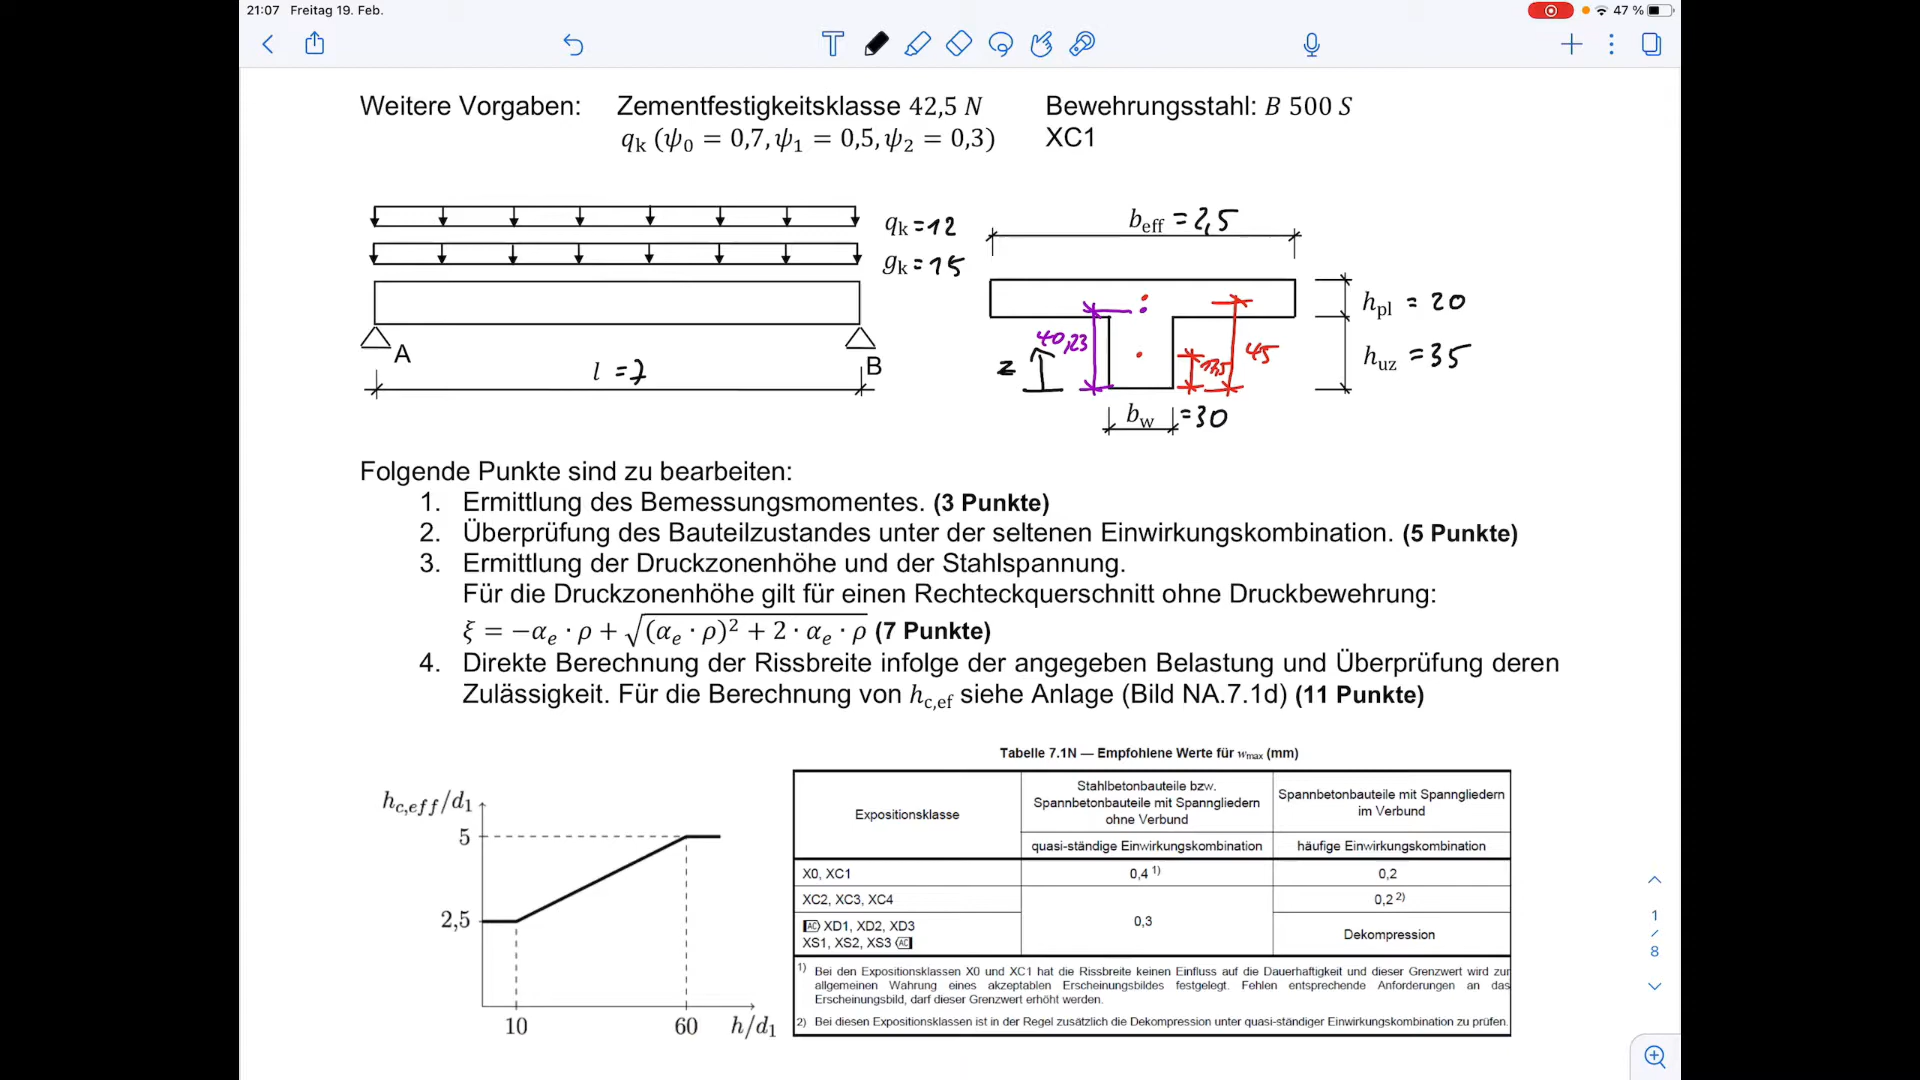 21:07 Freitag 19. Feb.
47 %
Weitere Vorgaben: Zementfestigkeitsklasse 42,5 N Bewehrungsstahl: B 500 S
qk (ψ0 = 0,7, ψ1 = 0,5, ψ2 = 0,3) XC1
qk = 12
gk = 15
A
B
l = 7
beff = 2,5
hpl = 20
huz = 35
40,23
45
z
bw = 30
Folgende Punkte sind zu bearbeiten:
1. Ermittlung des Bemessungsmomentes. (3 Punkte)
2. Überprüfung des Bauteilzustandes unter der seltenen Einwirkungskombination. (5 Punkte)
3. Ermittlung der Druckzonenhöhe und der Stahlspannung.
Für die Druckzonenhöhe gilt für einen Rechteckquerschnitt ohne Druckbewehrung:
ξ = −αe · ρ + √(αe · ρ)² + 2 · αe · ρ (7 Punkte)
4. Direkte Berechnung der Rissbreite infolge der angegeben Belastung und Überprüfung deren
Zulässigkeit. Für die Berechnung von hc,ef siehe Anlage (Bild NA.7.1d) (11 Punkte)
hc,eff/d1
5
2,5
10 60 h/d1
Tabelle 7.1N — Empfohlene Werte für wmax (mm)
Expositionsklasse
Stahlbetonbauteile bzw.
Spannbetonbauteile mit Spanngliedern
ohne Verbund
Spannbetonbauteile mit Spanngliedern
im Verbund
quasi-ständige Einwirkungskombination
häufige Einwirkungskombination
X0, XC1 0,4 1) 0,2
XC2, XC3, XC4 0,3 0,2 2)
AC XD1, XD2, XD3
XS1, XS2, XS3 AC
Dekompression
1) Bei den Expositionsklassen X0 und XC1 hat die Rissbreite keinen Einfluss auf die Dauerhaftigkeit und dieser Grenzwert wird zur
allgemeinen Wahrung eines akzeptablen Erscheinungsbildes festgelegt. Fehlen entsprechende Anforderungen an das
Erscheinungsbild, darf dieser Grenzwert erhöht werden.
2) Bei diesen Expositionsklassen ist in der Regel zusätzlich die Dekompression unter quasi-ständiger Einwirkungskombination zu prüfen.
1
/
8